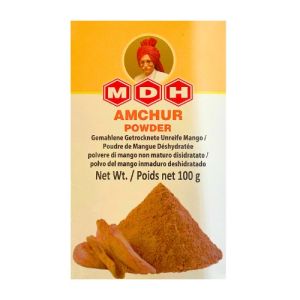 MDH
AMCHUR
POWDER
Gemahlene Getrocknete Unreife Mango /
Poudre de Mangue Déshydratée
polvere di mango non maturo disidratato /
polvo del mango inmaduro deshidratado
Net Wt. / Poids net 100 g